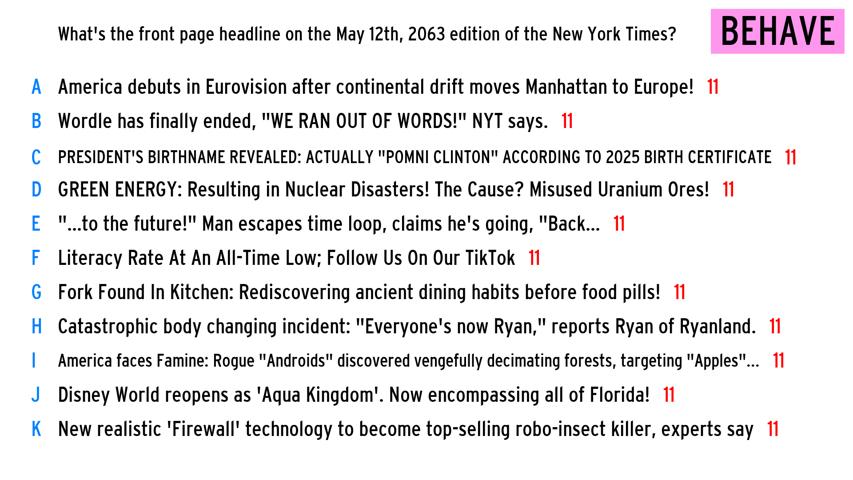 What's the front page headline on the May 12th, 2063 edition of the New York Times?
BEHAVE
A America debuts in Eurovision after continental drift moves Manhattan to Europe! 11
B Wordle has finally ended, "WE RAN OUT OF WORDS!" NYT says. 11
C PRESIDENT'S BIRTHNAME REVEALED: ACTUALLY "POMNI CLINTON" ACCORDING TO 2025 BIRTH CERTIFICATE 11
D GREEN ENERGY: Resulting in Nuclear Disasters! The Cause? Misused Uranium Ores! 11
E "...to the future!" Man escapes time loop, claims he's going, "Back... 11
F Literacy Rate At An All-Time Low; Follow Us On Our TikTok 11
G Fork Found In Kitchen: Rediscovering ancient dining habits before food pills! 11
H Catastrophic body changing incident: "Everyone's now Ryan," reports Ryan of Ryanland. 11
I America faces Famine: Rogue "Androids" discovered vengefully decimating forests, targeting "Apples"... 11
J Disney World reopens as 'Aqua Kingdom'. Now encompassing all of Florida! 11
K New realistic 'Firewall' technology to become top-selling robo-insect killer, experts say 11